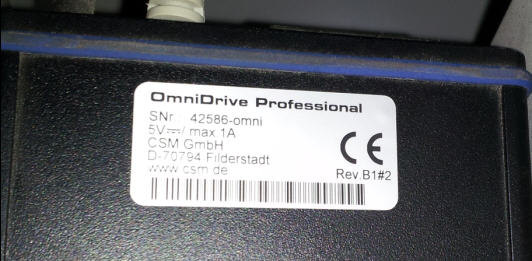 OmniDrive Professional
SNr.: 42586-omni
5V⎓/ max 1A
CSM GmbH
D-70794 Filderstadt
www.csm.de
Rev.B1#2
CE